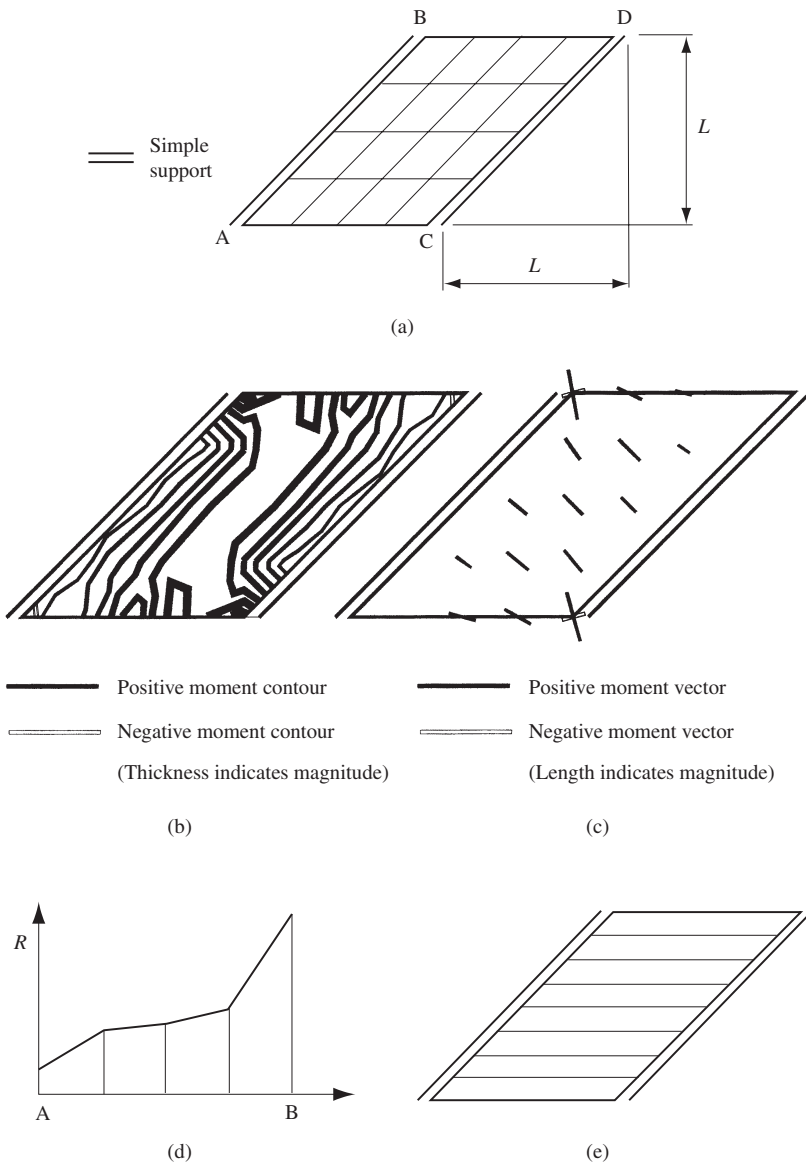 B
D
Simple
support
L
A
C
L
(a)
Positive moment contour
Negative moment contour
(Thickness indicates magnitude)
(b)
Positive moment vector
Negative moment vector
(Length indicates magnitude)
(c)
R
A
B
(d)
(e)